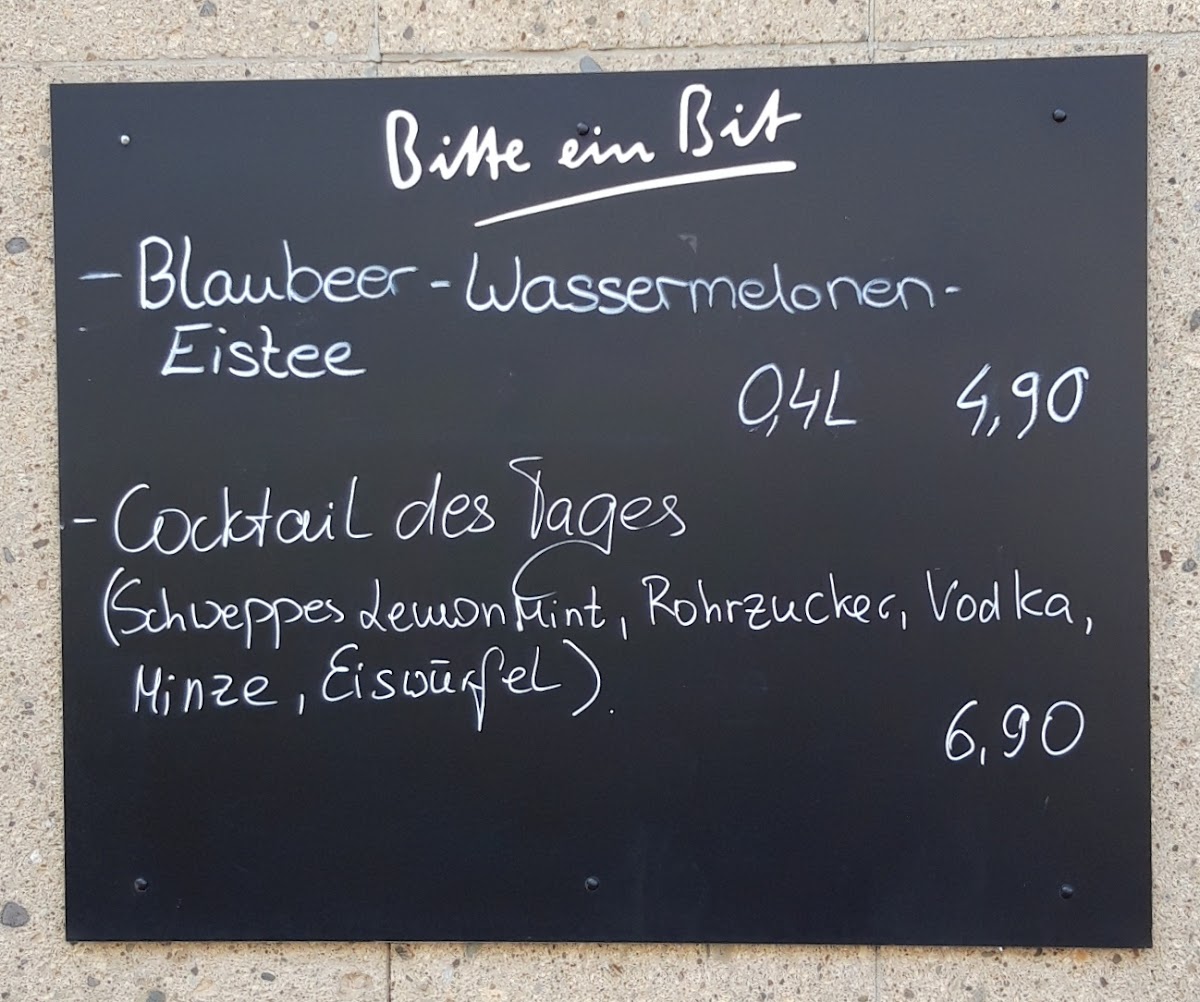 Bitte ein Bit
- Blaubeer - Wassermelonen -
Eistee
0,4L 4,90
- Cocktail des Tages
(Schweppes Lemon Mint, Rohrzucker, Vodka,
Minze, Eiswürfel).
6,90